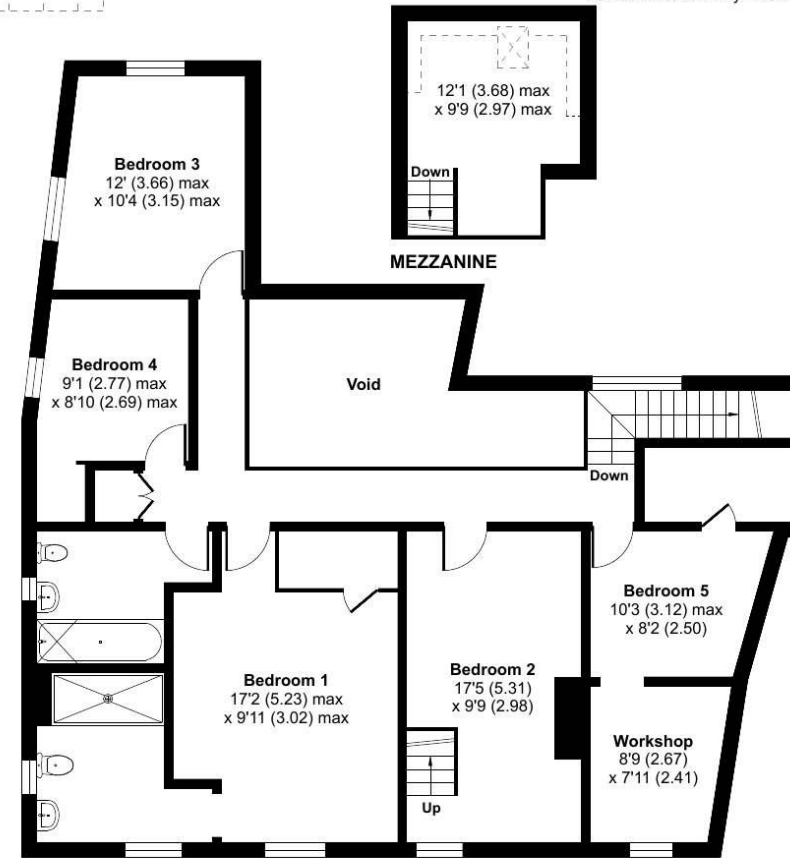 12'1 (3.68) max
x 9'9 (2.97) max
Down
MEZZANINE
Bedroom 3
12' (3.66) max
x 10'4 (3.15) max
Bedroom 4
9'1 (2.77) max
x 8'10 (2.69) max
Void
Down
Bedroom 1
17'2 (5.23) max
x 9'11 (3.02) max
Bedroom 2
17'5 (5.31)
x 9'9 (2.98)
Up
Bedroom 5
10'3 (3.12) max
x 8'2 (2.50)
Workshop
8'9 (2.67)
x 7'11 (2.41)